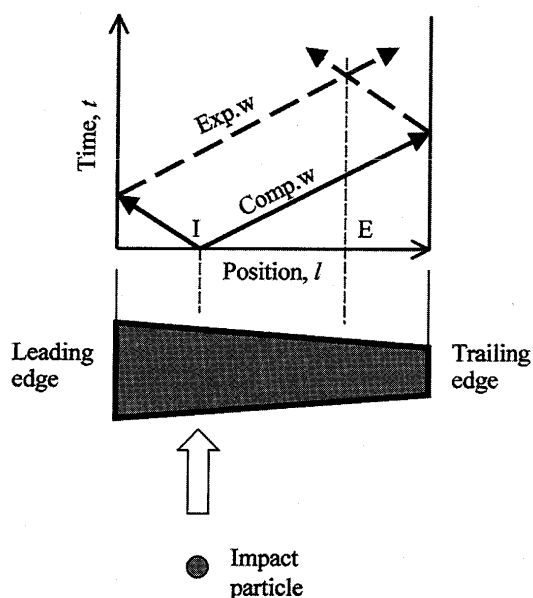 Time, t
Exp.w
Comp.w
I
E
Position, l
Leading
edge
Trailing
edge
Impact
particle